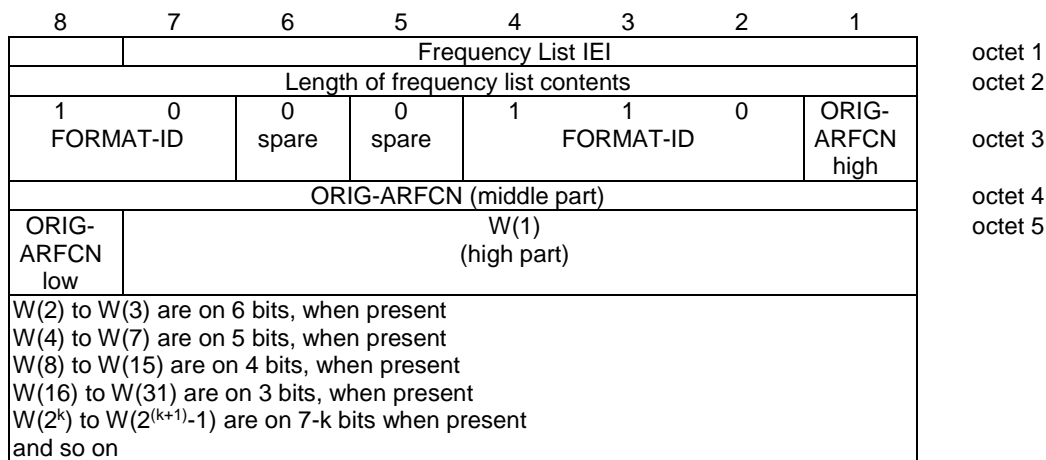 8 7 6 5 4 3 2 1
Frequency List IEI octet 1
Length of frequency list contents octet 2
1 0 0 0 1 1 0 ORIG-
FORMAT-ID spare spare FORMAT-ID ARFCN octet 3
high
ORIG-ARFCN (middle part) octet 4
ORIG- W(1) octet 5
ARFCN (high part)
low
W(2) to W(3) are on 6 bits, when present
W(4) to W(7) are on 5 bits, when present
W(8) to W(15) are on 4 bits, when present
W(16) to W(31) are on 3 bits, when present
W(2ᵏ) to W(2⁽ᵏ⁺¹⁾-1) are on 7-k bits when present
and so on